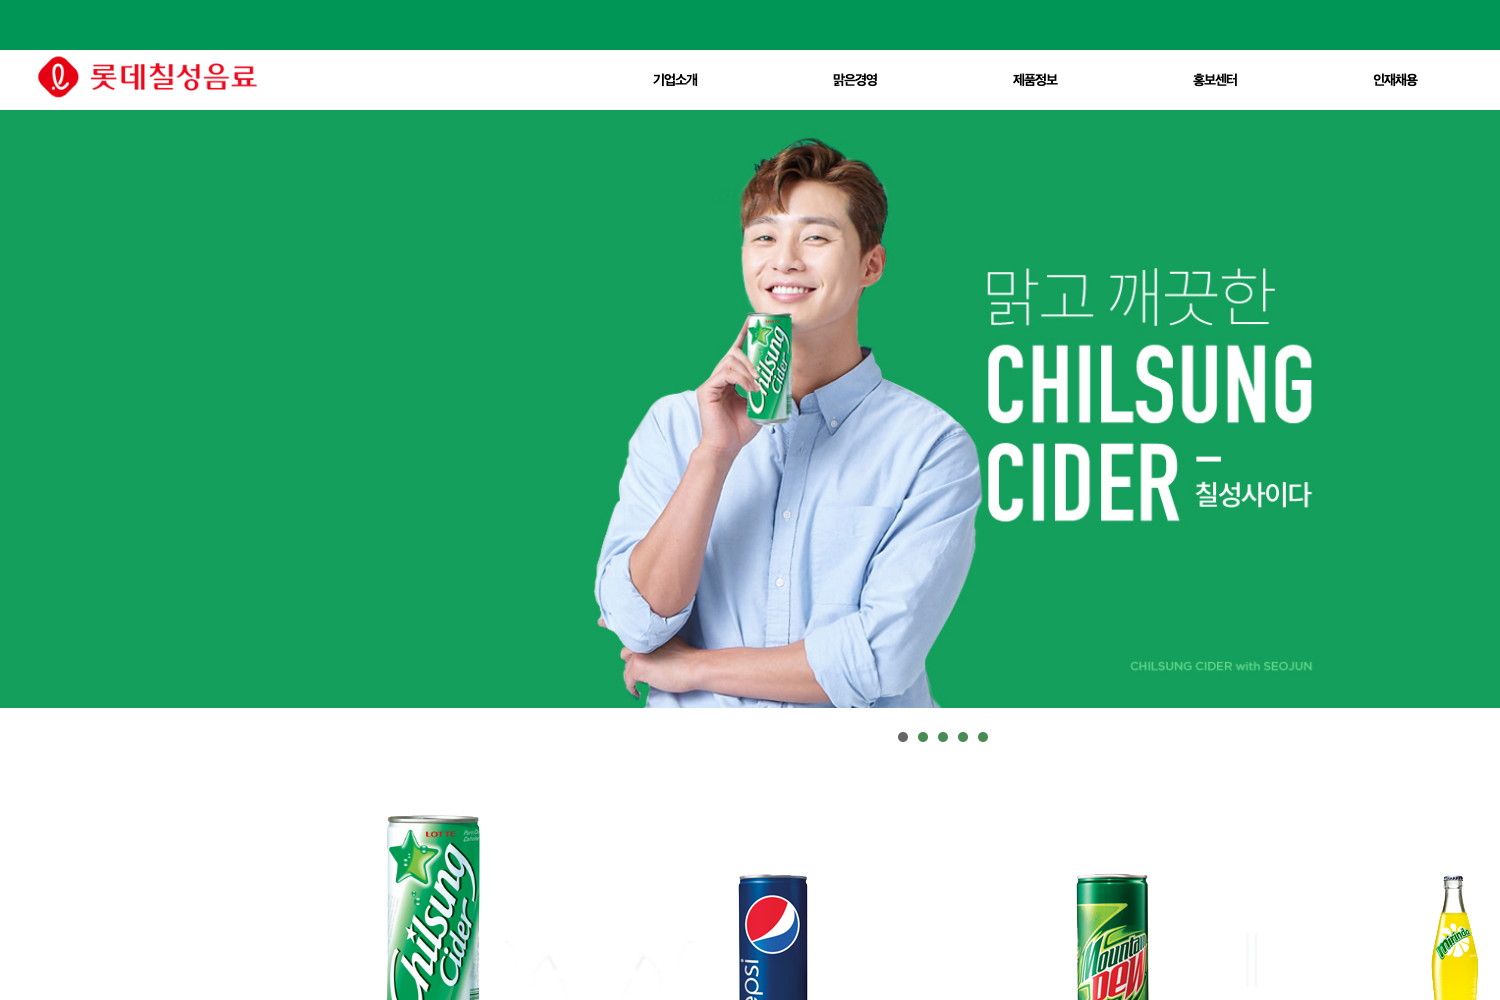 롯데칠성음료
기업소개
맑은경영
제품정보
홍보센터
인재채용
맑고 깨끗한
CHILSUNG
CIDER
칠성사이다
Chilsung
Cider
CHILSUNG CIDER with SEOJUN
LOTTE
Chilsung
Cider
pepsi
Mountain
DEW
mirinda